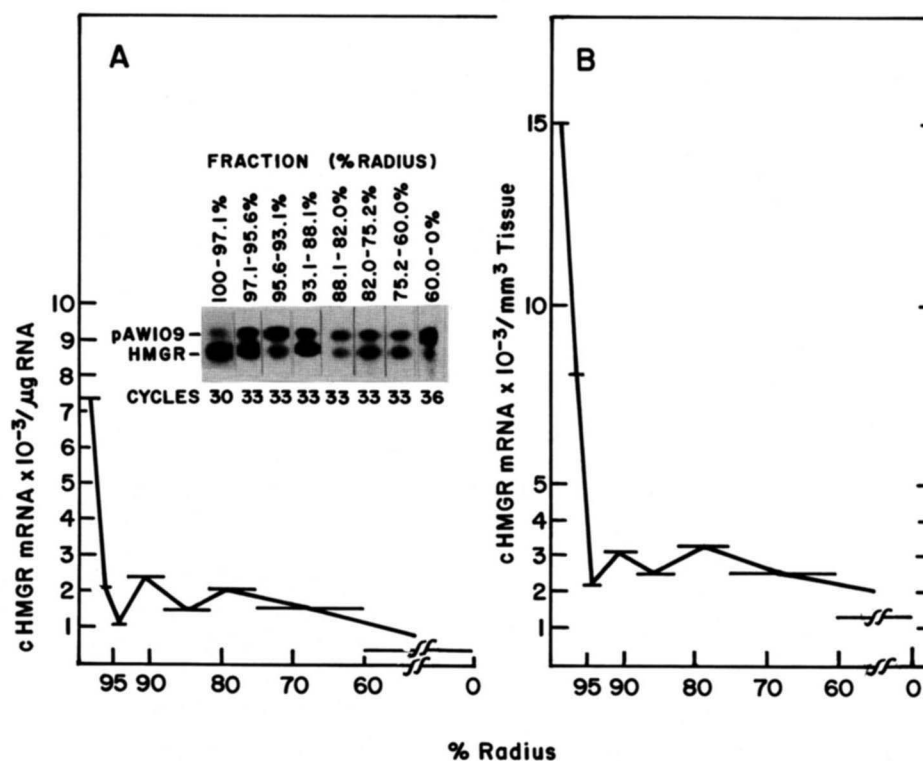 A
FRACTION (% RADIUS)
100-97.1%
97.1-95.6%
95.6-93.1%
93.1-88.1%
88.1-82.0%
82.0-75.2%
75.2-60.0%
60.0-0%
pAW109
HMGR
CYCLES 30 33 33 33 33 33 33 36
cHMGR mRNA x 10⁻³/µg RNA
10
9
8
7
6
5
4
3
2
1
95 90 80 70 60 0
B
cHMGR mRNA x 10⁻³/mm³ Tissue
15
10
5
4
3
2
1
95 90 80 70 60 0
% Radius